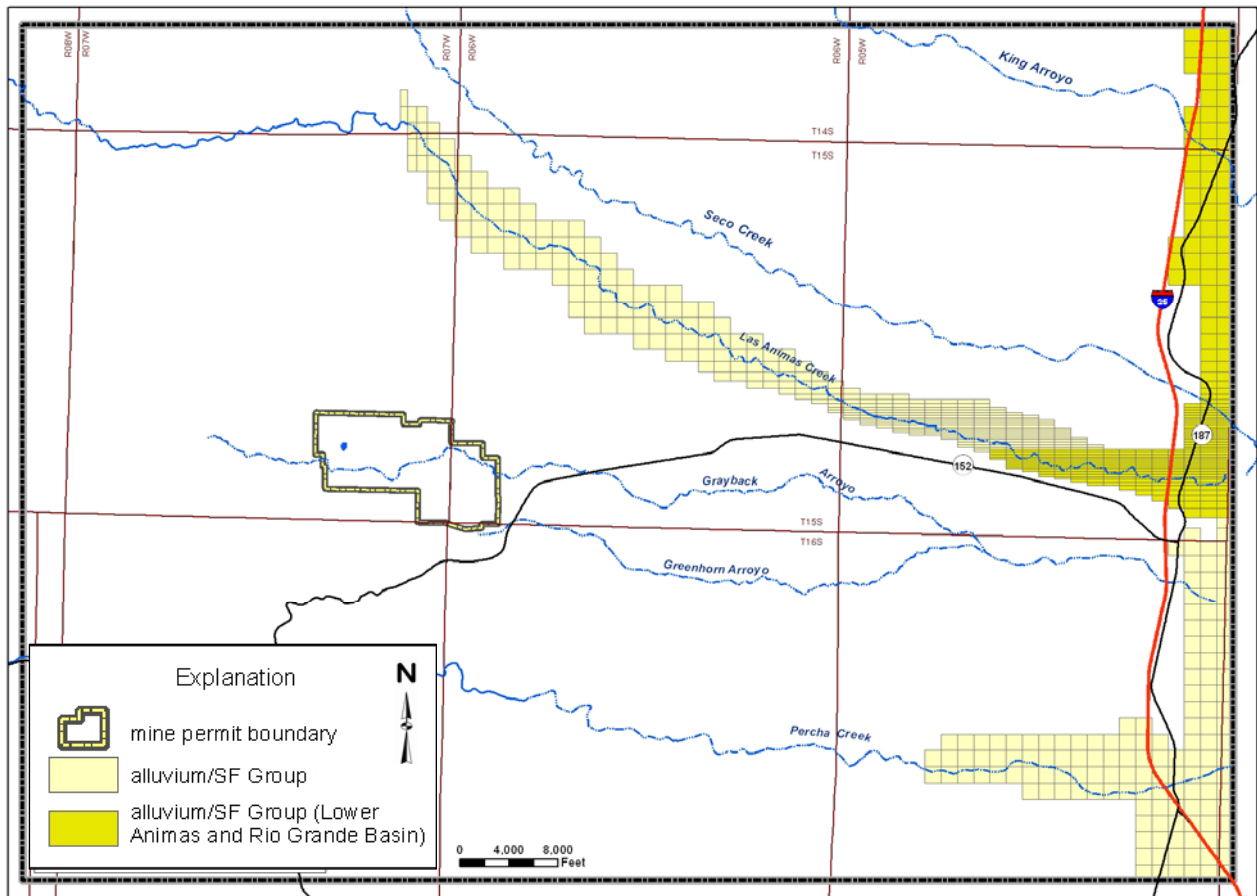 R08W
R07W
R07W
R06W
R06W
R05W
King Arroyo
T14S
T15S
Seco Creek
25
Las Animas Creek
187
152
Grayback Arroyo
T15S
T16S
Greenhorn Arroyo
Percha Creek
Explanation
N
mine permit boundary
alluvium/SF Group
alluvium/SF Group (Lower
Animas and Rio Grande Basin)
0 4,000 8,000
Feet